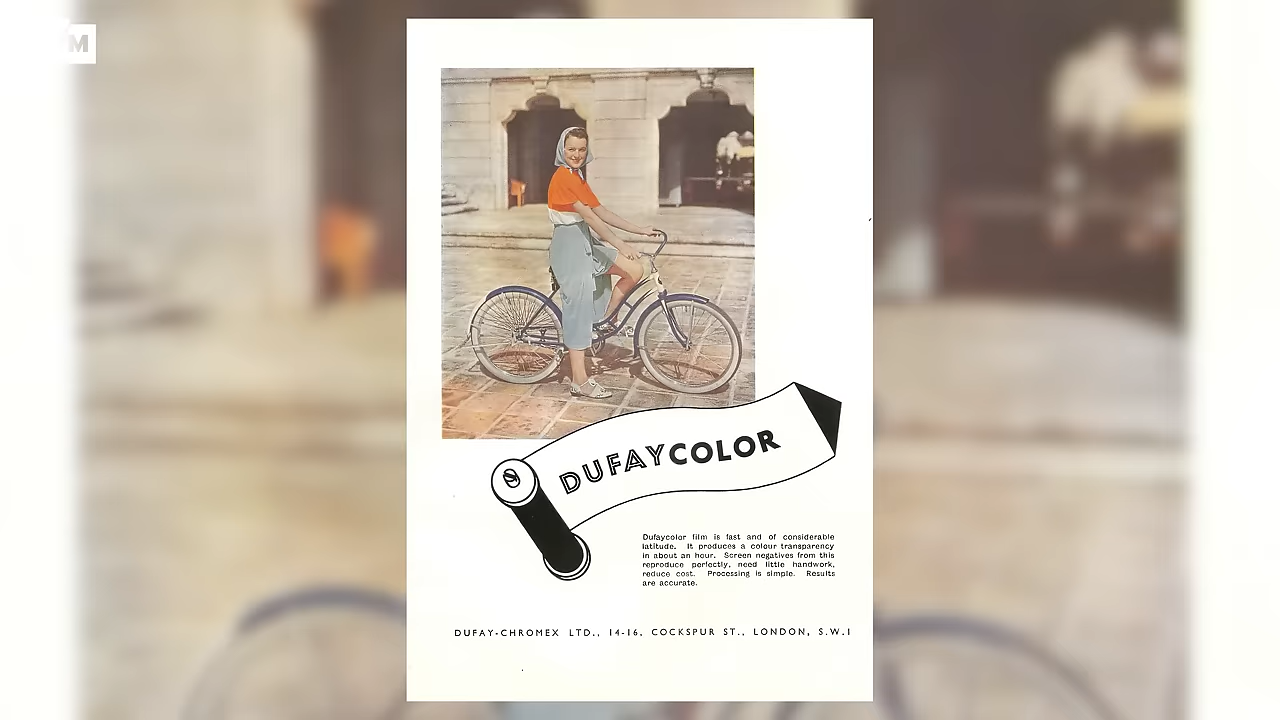 M
DUFAYCOLOR
Dufaycolor film is fast and of considerable
latitude. It produces a colour transparency
in about an hour. Screen negatives from this
reproduce perfectly, need little handwork,
reduce cost. Processing is simple. Results
are accurate.
DUFAY-CHROMEX LTD., 14-16, COCKSPUR ST., LONDON, S.W.1